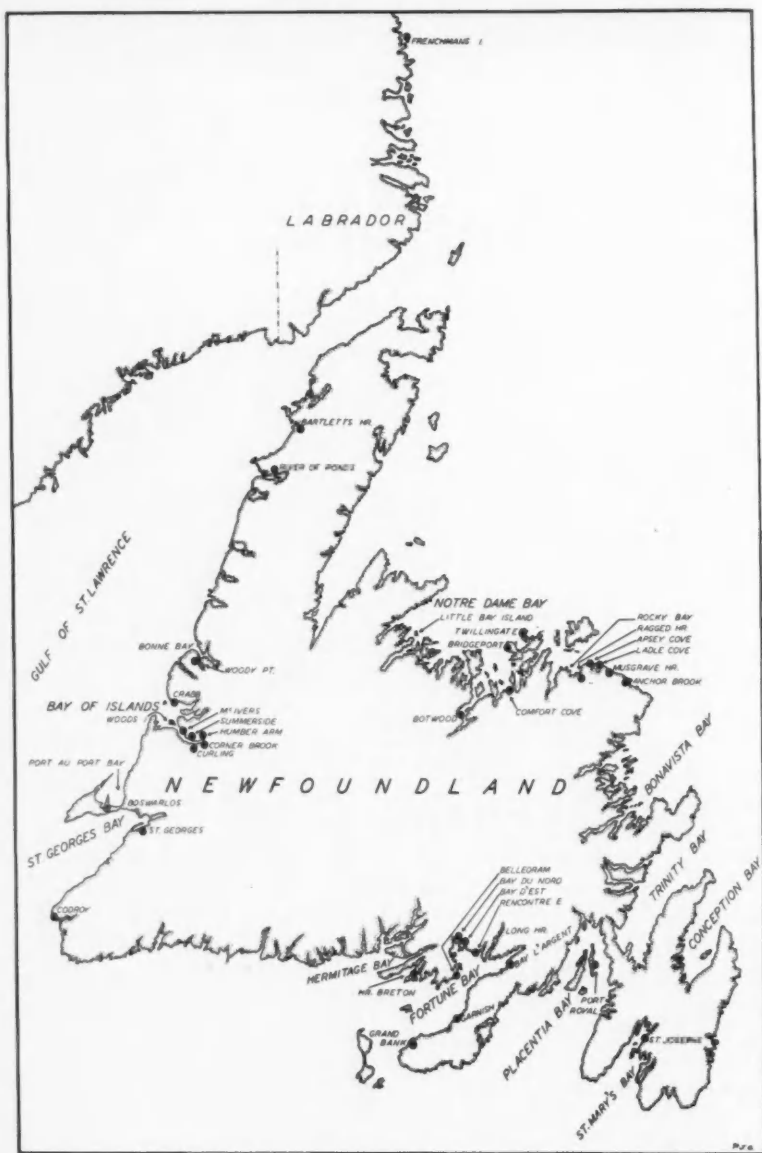 FRENCHMANS I.
LABRADOR
BARTLETTS HR.
RIVER OF PONDS
GULF OF ST. LAWRENCE
NOTRE DAME BAY
LITTLE BAY ISLAND
TWILLINGATE
BRIDGEPORT
ROCKY BAY
RAGGED HR.
APSEY COVE
LADLE COVE
MUSGRAVE HR.
ANCHOR BROOK
BONNE BAY
WOODY PT.
CRABB
COMFORT COVE
BOTWOOD
BAY OF ISLANDS
WOODS I.
McIVERS
SUMMERSIDE
HUMBER ARM
CORNER BROOK
CURLING
PORT AU PORT BAY
NEWFOUNDLAND
BONAVISTA BAY
BOSWARLOS
ST. GEORGES BAY
ST. GEORGES
TRINITY BAY
CONCEPTION BAY
BELLEORAM
BAY DU NORD
BAY D'EST
RENCONTRE E.
CODROY
LONG HR.
BAY L'ARGENT
HERMITAGE BAY
HR. BRETON
FORTUNE BAY
GARNISH
GRAND
BANK
PLACENTIA BAY
PORT
ROYAL
ST. JOSEPHS
ST. MARY'S BAY